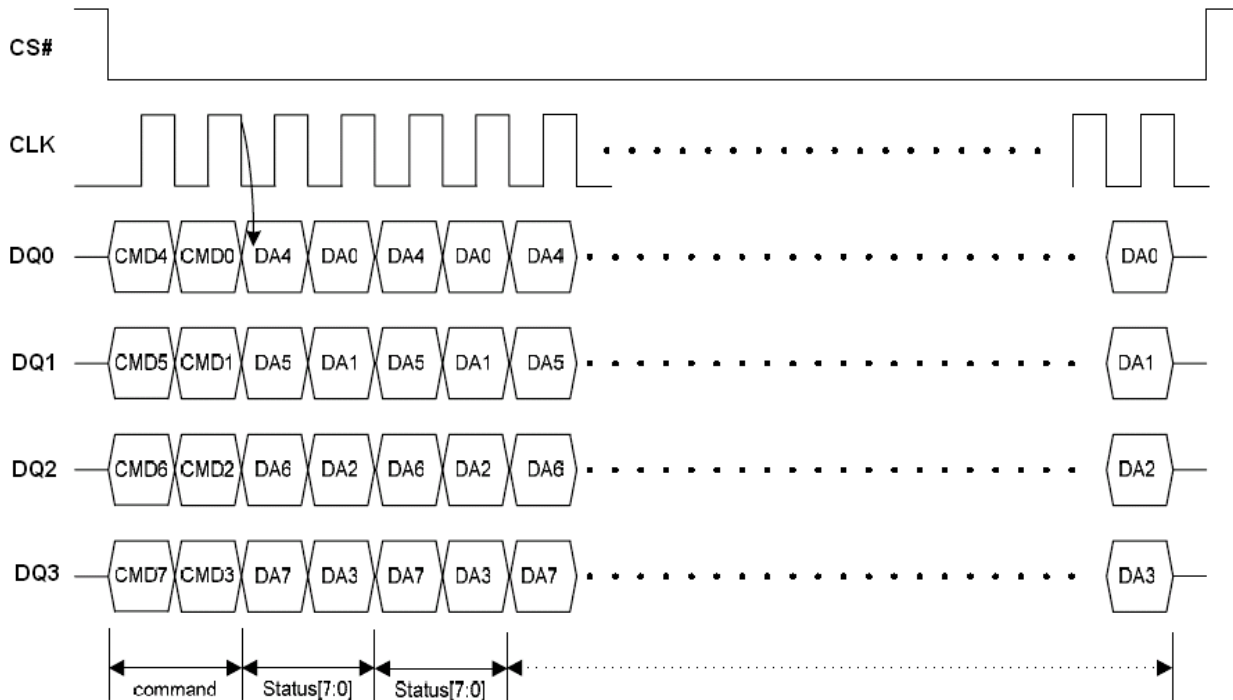 CS#
CLK
DQ0 CMD4 CMD0 DA4 DA0 DA4 DA0 DA4 DA0
DQ1 CMD5 CMD1 DA5 DA1 DA5 DA1 DA5 DA1
DQ2 CMD6 CMD2 DA6 DA2 DA6 DA2 DA6 DA2
DQ3 CMD7 CMD3 DA7 DA3 DA7 DA3 DA7 DA3
command Status[7:0] Status[7:0]